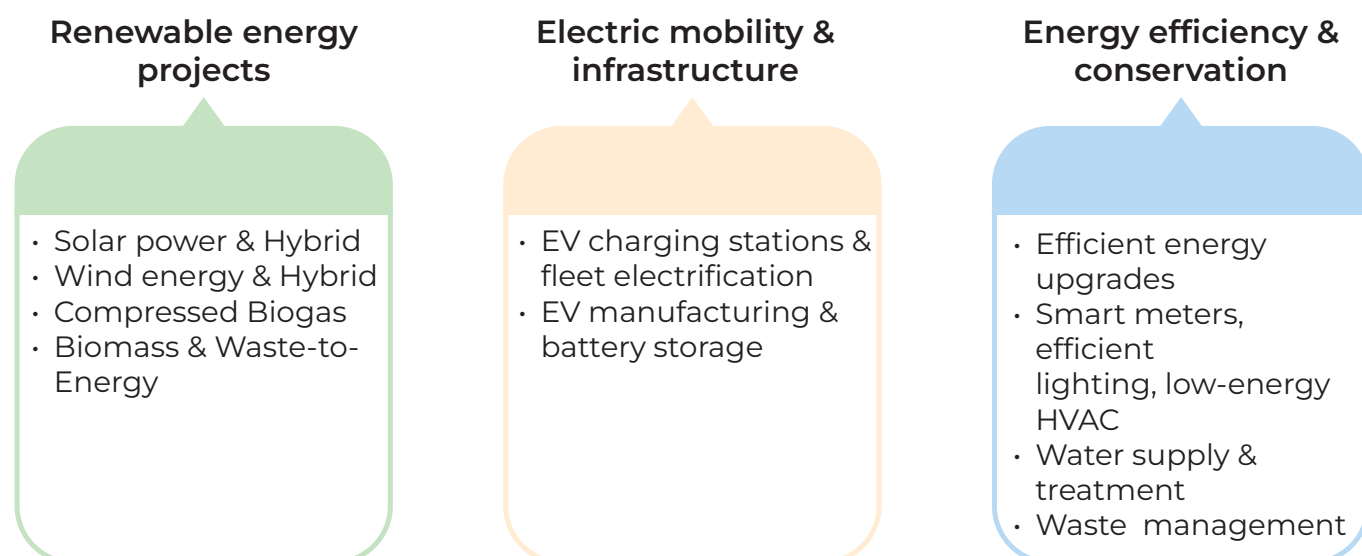 Renewable energy
projects
· Solar power & Hybrid
· Wind energy & Hybrid
· Compressed Biogas
· Biomass & Waste-to-
Energy
Electric mobility &
infrastructure
· EV charging stations &
fleet electrification
· EV manufacturing &
battery storage
Energy efficiency &
conservation
· Efficient energy
upgrades
· Smart meters,
efficient
lighting, low-energy
HVAC
· Water supply &
treatment
· Waste  management